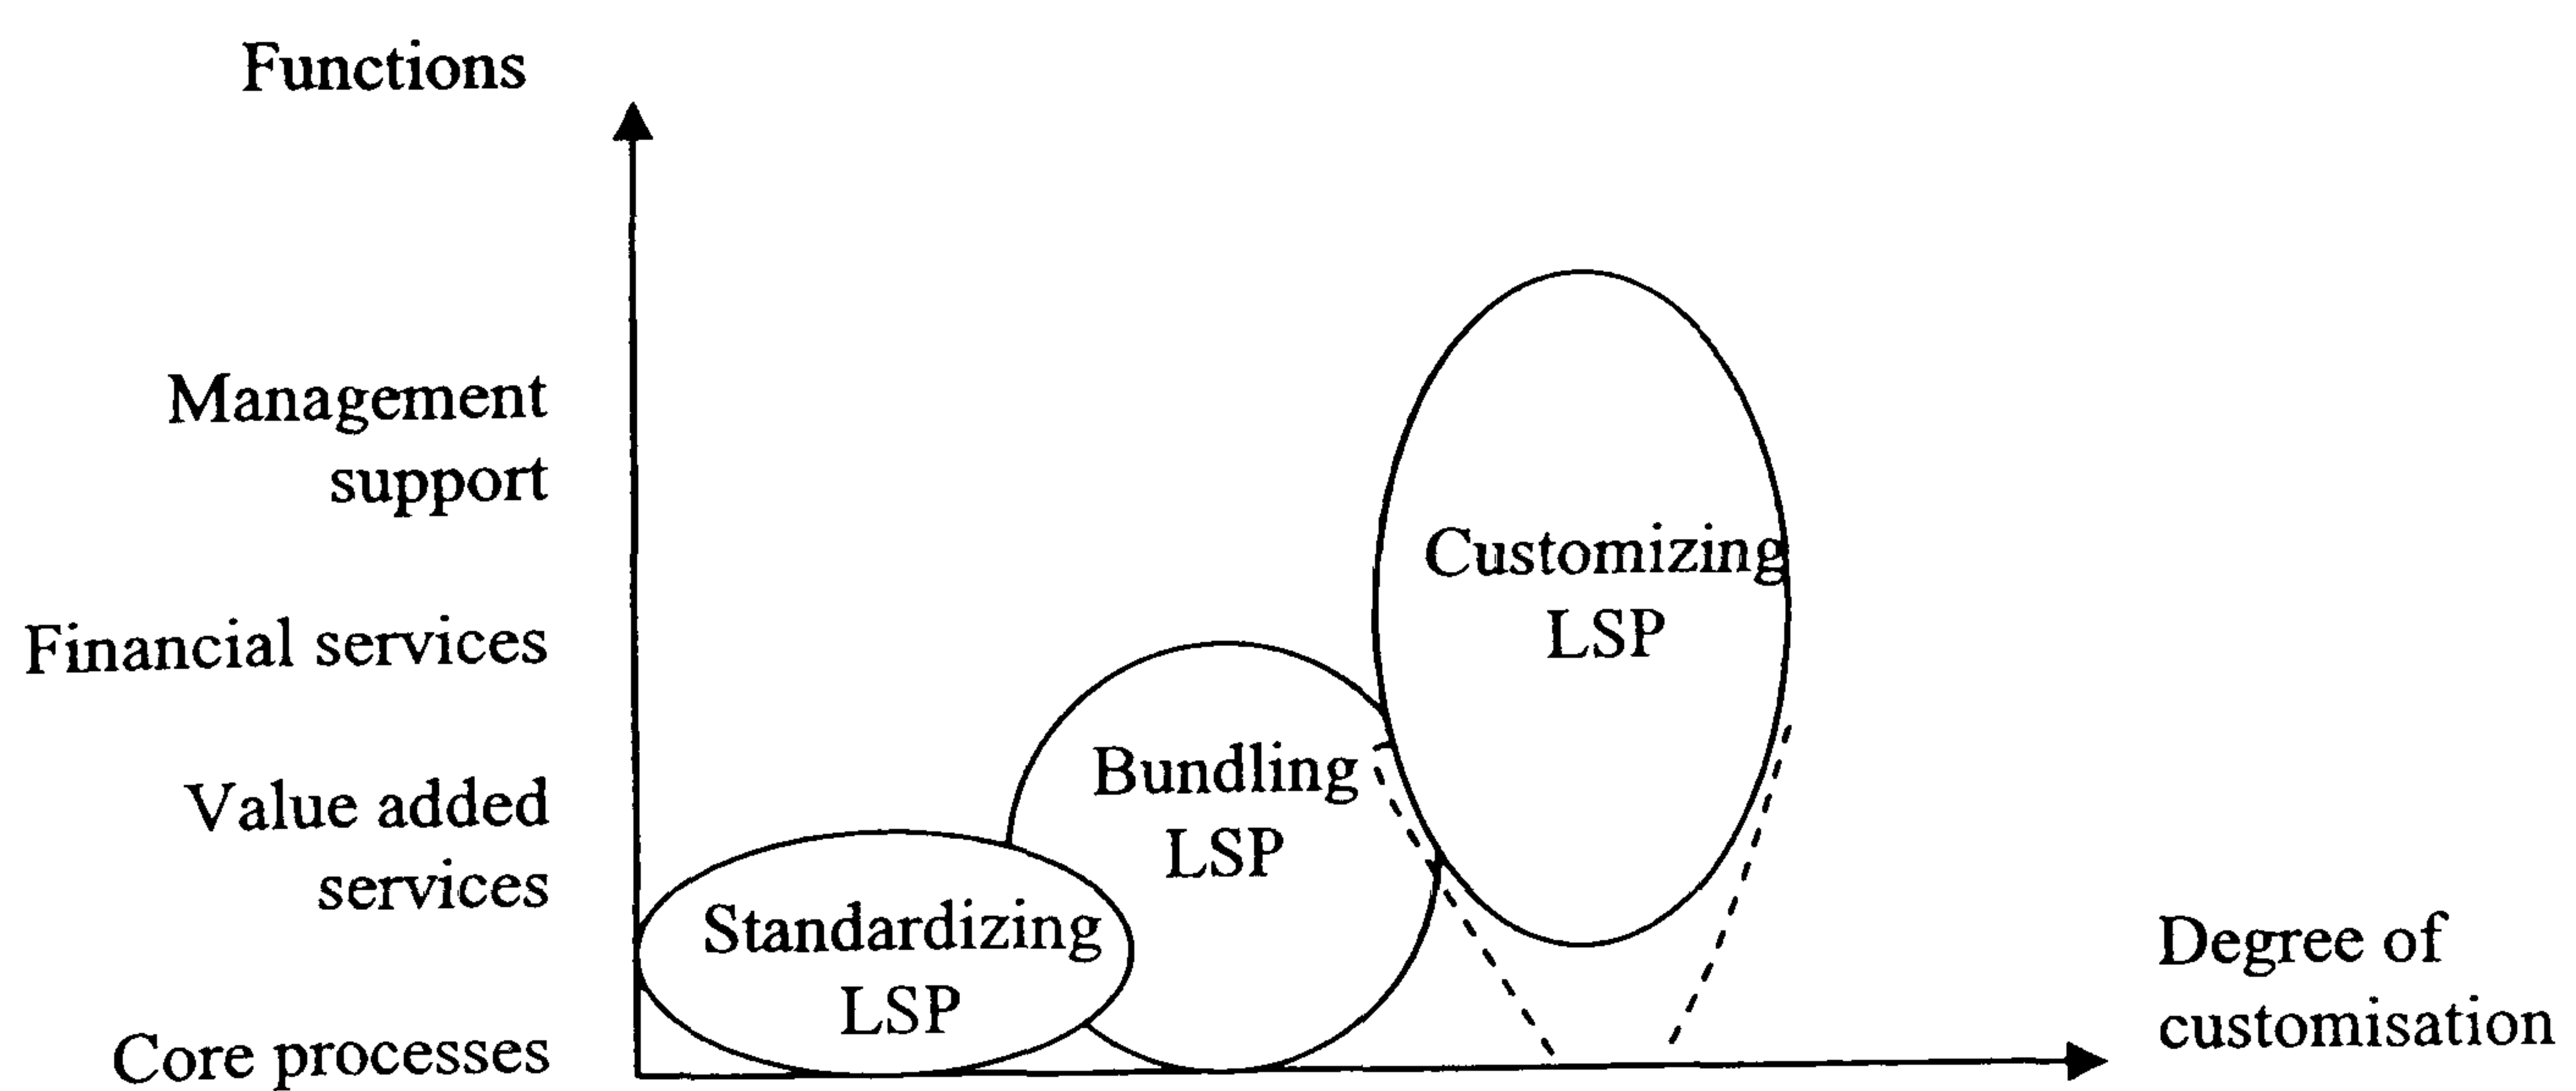 Functions
Management
support
Financial services
Value added
services
Core processes
Customizing
LSP
Bundling
LSP
Standardizing
LSP
Degree of
customisation